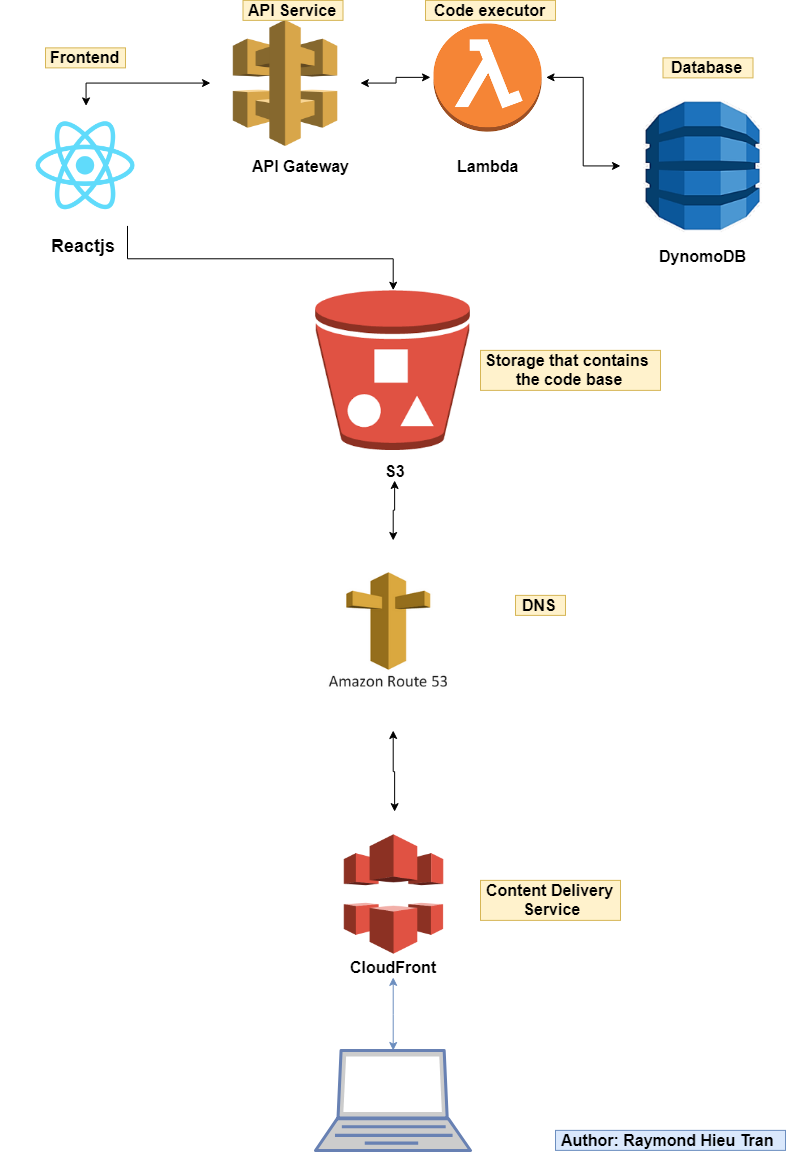 API Service
Code executor
Frontend
Database
API Gateway
Lambda
Reactjs
DynomoDB
Storage that contains
the code base
S3
DNS
Amazon Route 53
Content Delivery
Service
CloudFront
Author: Raymond Hieu Tran